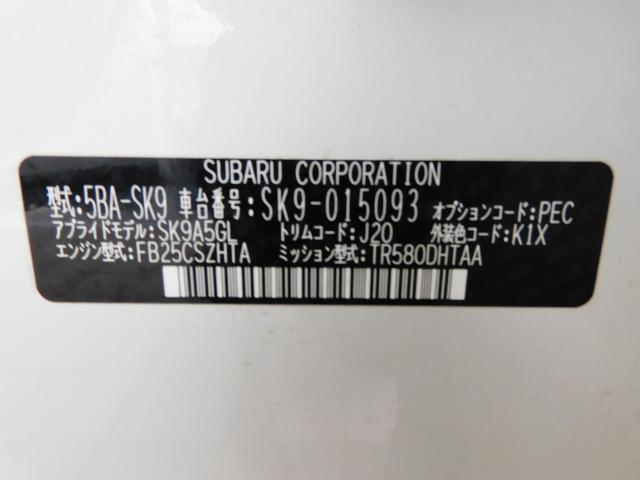 SUBARU CORPORATION
型式:5BA-SK9 車台番号:SK9-015093 オプションコード:PEC
アプライドモデル:SK9A5GL トリムコード:J20 外装色コード:K1X
エンジン型式:FB25CSZHTA ミッション型式:TR580DHTAA